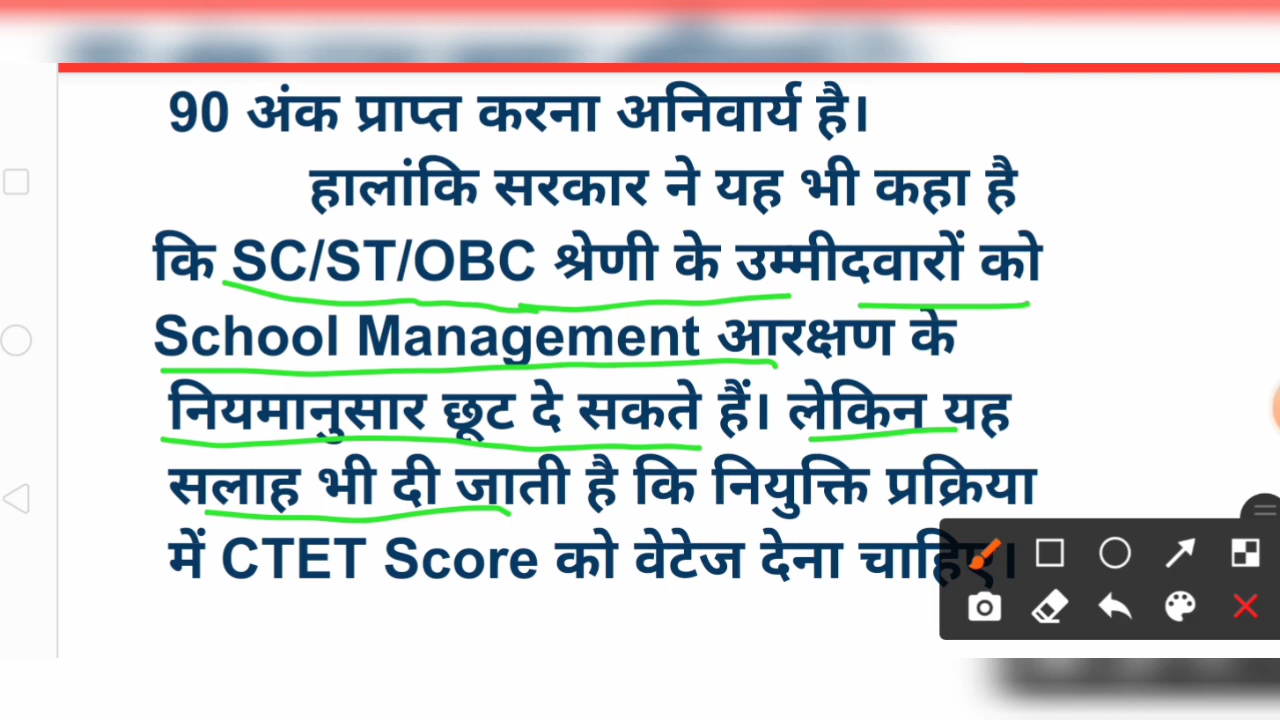 90 अंक प्राप्त करना अनिवार्य है।
हालांकि सरकार ने यह भी कहा है
कि SC/ST/OBC श्रेणी के उम्मीदवारों को
School Management आरक्षण के
नियमानुसार छूट दे सकते हैं। लेकिन यह
सलाह भी दी जाती है कि नियुक्ति प्रक्रिया
में CTET Score को वेटेज देना चाहिए।